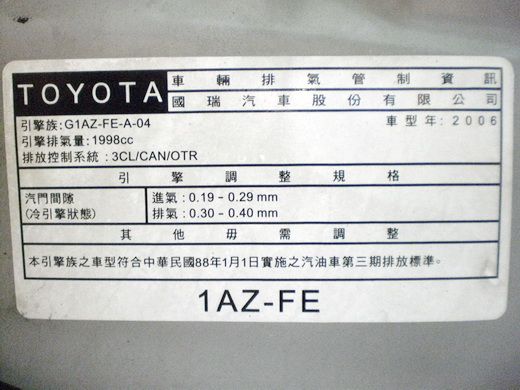 TOYOTA
車輛排氣管制資訊
國瑞汽車股份有限公司
引擎族: G1AZ-FE-A-04
車型年: 2006
引擎排氣量: 1998cc
排放控制系統 : 3CL/CAN/OTR
引擎調整規格
汽門間隙
(冷引擎狀態)
進氣 : 0.19 - 0.29 mm
排氣 : 0.30 - 0.40 mm
其他毋需調整
本引擎族之車型符合中華民國88年1月1日實施之汽油車第三期排放標準。
1AZ-FE